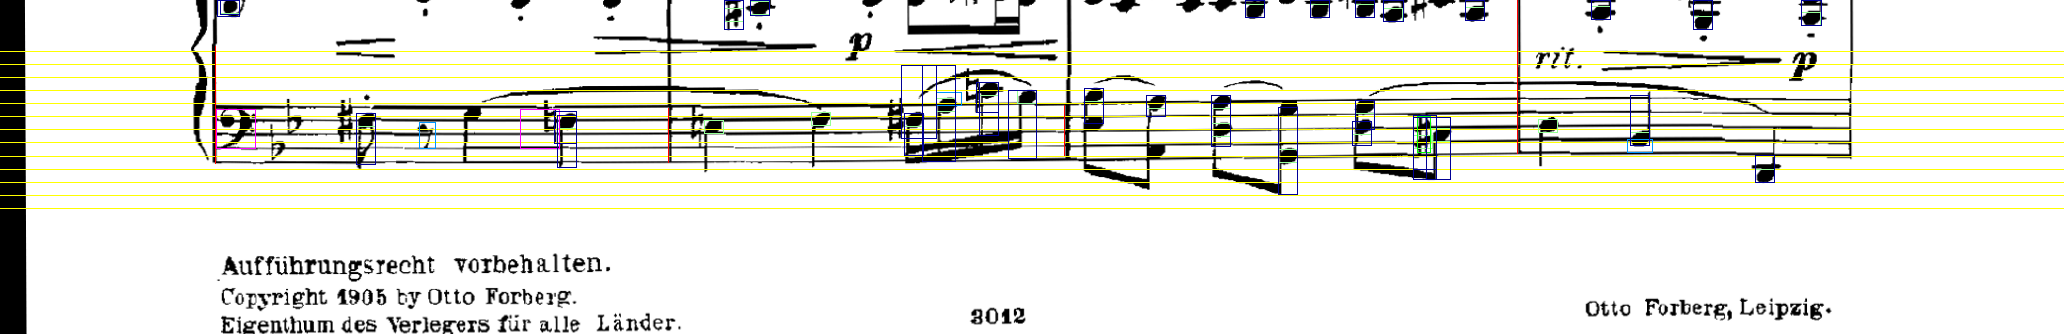 p
rit.
p
Aufführungsrecht vorbehalten.
Copyright 1905 by Otto Forberg.
Eigenthum des Verlegers für alle Länder.
3012
Otto Forberg, Leipzig.